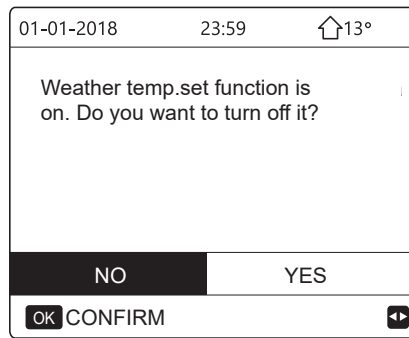 01-01-2018 23:59 13°
Weather temp.set function is
on. Do you want to turn off it?
NO YES
OK CONFIRM